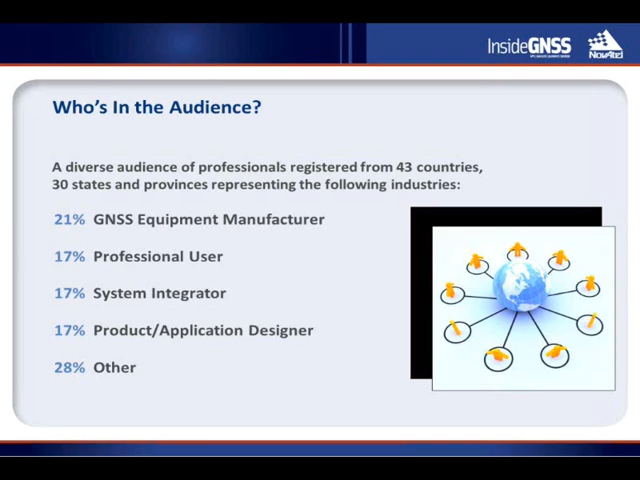 InsideGNSS
NovAtel
Who's In the Audience?
A diverse audience of professionals registered from 43 countries,
30 states and provinces representing the following industries:
21% GNSS Equipment Manufacturer
17% Professional User
17% System Integrator
17% Product/Application Designer
28% Other